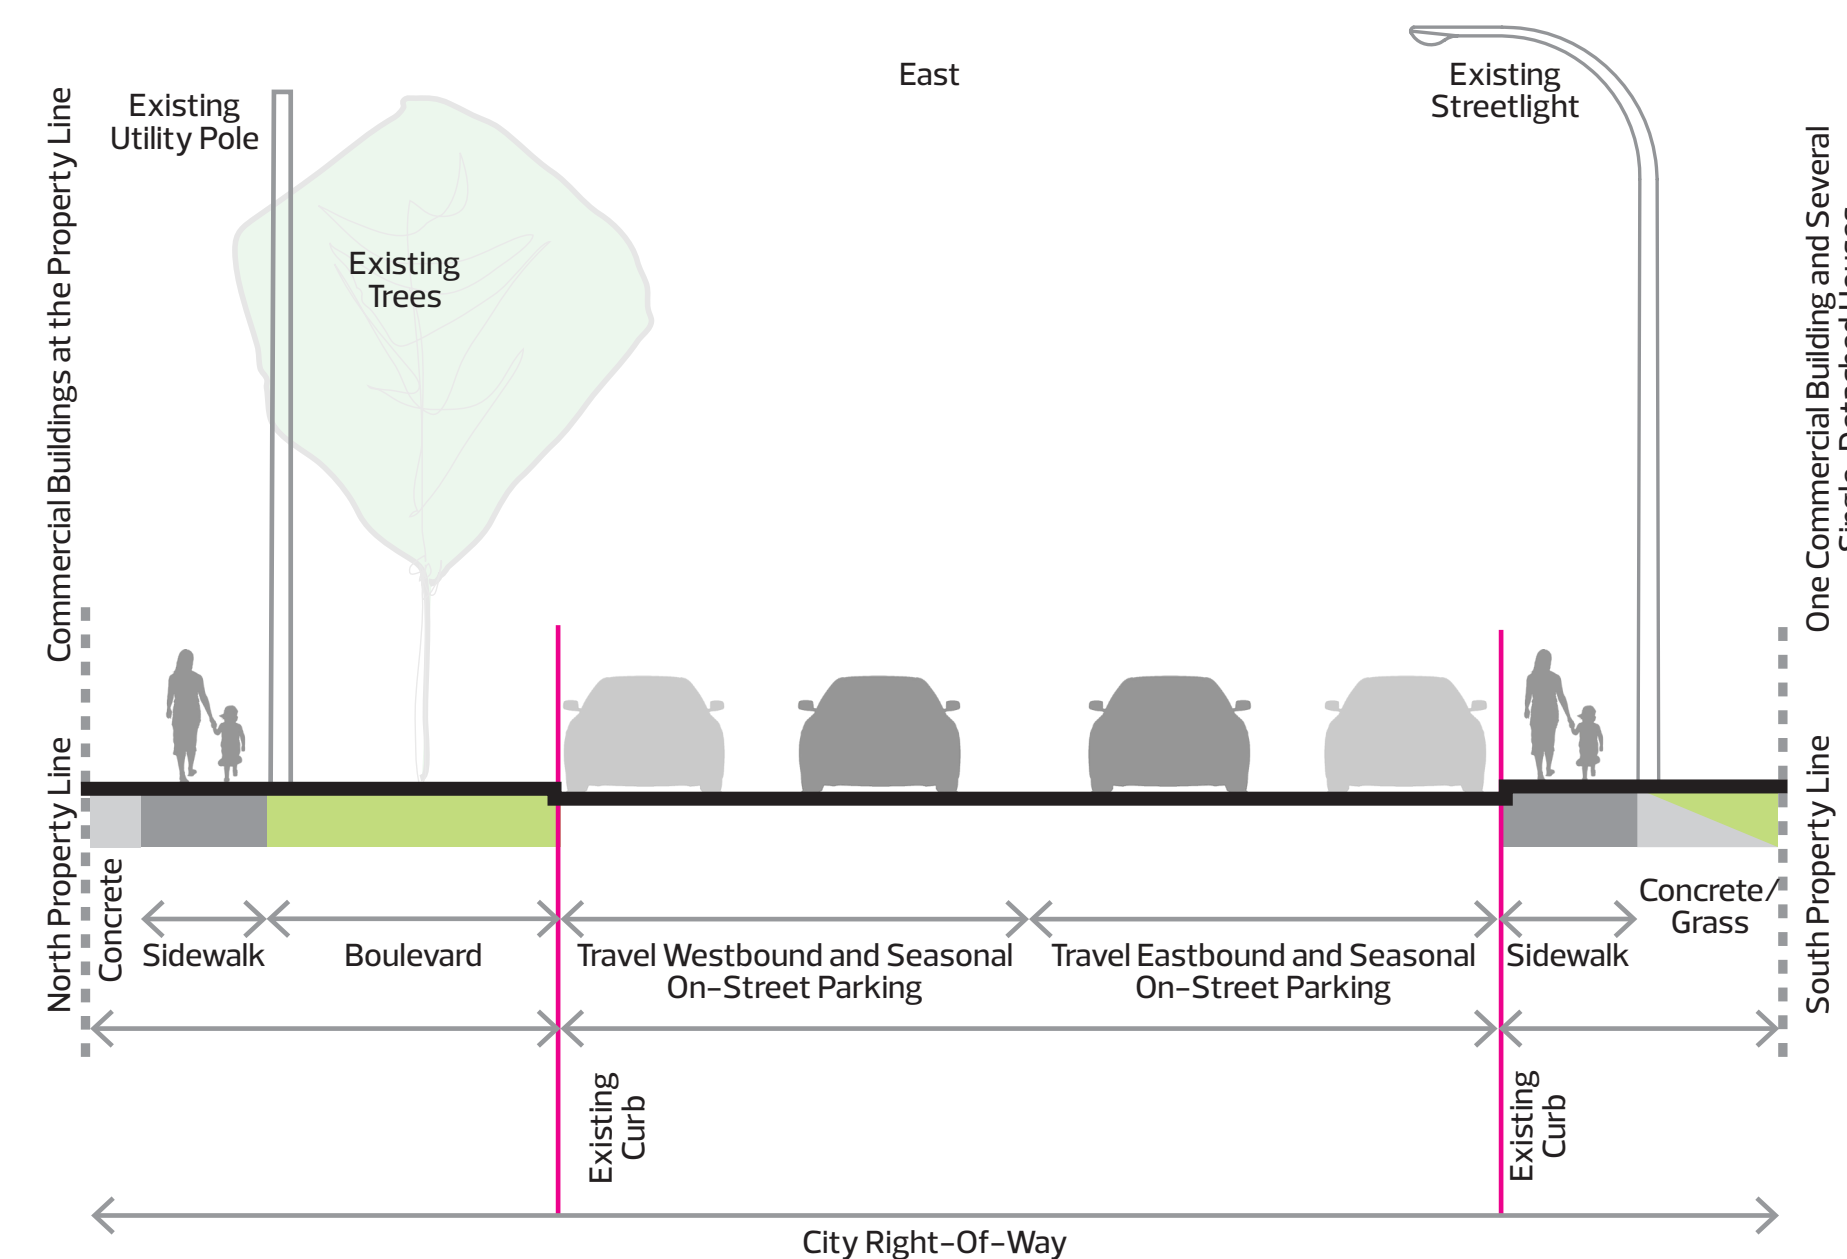 East
Existing
Utility Pole
Existing
Streetlight
Existing
Trees
Commercial Buildings at the Property Line
One Commercial Building and Several
North Property Line
South Property Line
Concrete
Sidewalk
Boulevard
Travel Westbound and Seasonal
On-Street Parking
Travel Eastbound and Seasonal
On-Street Parking
Sidewalk
Concrete/
Grass
Existing
Curb
Existing
Curb
City Right-Of-Way